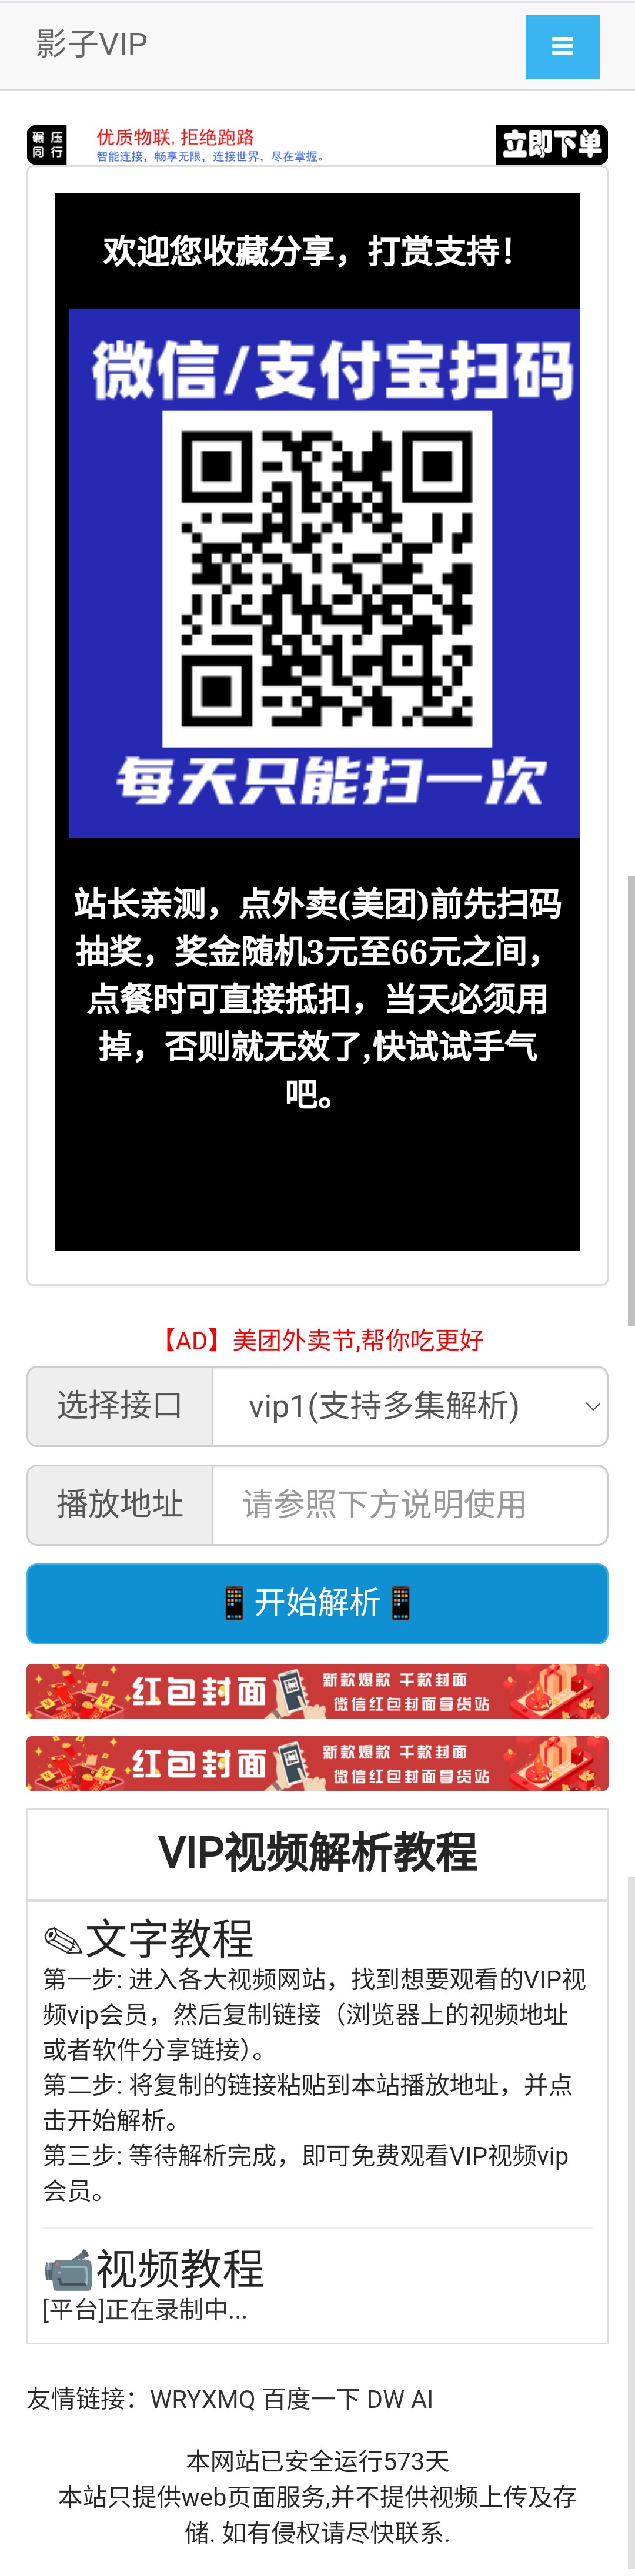 影子VIP
碾 压
同 行
优质物联, 拒绝跑路
智能连接，畅享无限，连接世界，尽在掌握。
立即下单
欢迎您收藏分享，打赏支持！
微信/支付宝扫码
每天只能扫一次
站长亲测，点外卖(美团)前先扫码
抽奖，奖金随机3元至66元之间，
点餐时可直接抵扣，当天必须用
掉，否则就无效了,快试试手气
吧。
【AD】美团外卖节,帮你吃更好
选择接口
vip1(支持多集解析)
播放地址
请参照下方说明使用
📱开始解析📱
红包封面
新款爆款 千款封面
微信红包封面拿货站
红包封面
新款爆款 千款封面
微信红包封面拿货站
VIP视频解析教程
✎文字教程
第一步: 进入各大视频网站，找到想要观看的VIP视
频vip会员，然后复制链接（浏览器上的视频地址
或者软件分享链接）。
第二步: 将复制的链接粘贴到本站播放地址，并点
击开始解析。
第三步: 等待解析完成，即可免费观看VIP视频vip
会员。
📹视频教程
[平台]正在录制中...
友情链接：WRYXMQ 百度一下 DW AI
本网站已安全运行573天
本站只提供web页面服务,并不提供视频上传及存
储. 如有侵权请尽快联系.